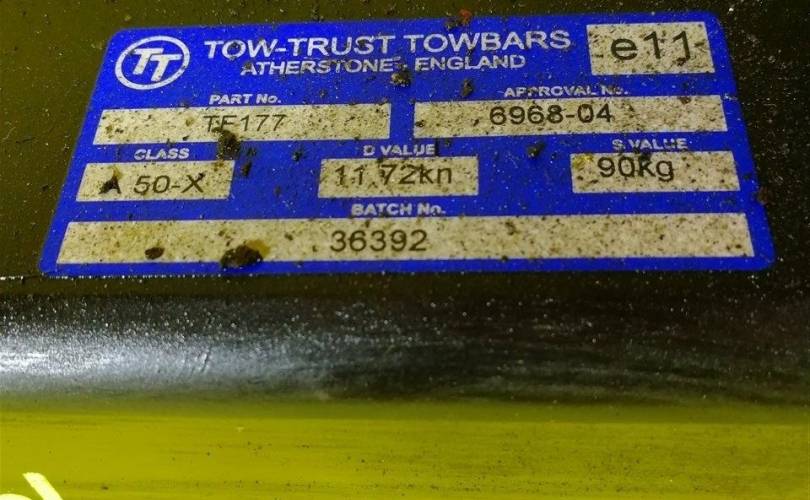 TT TOW-TRUST TOWBARS e11
ATHERSTONE, ENGLAND
PART No. APPROVAL No.
TF177 6968-04
CLASS D VALUE S VALUE
A 50-X 11.72kn 90kg
BATCH No.
36392